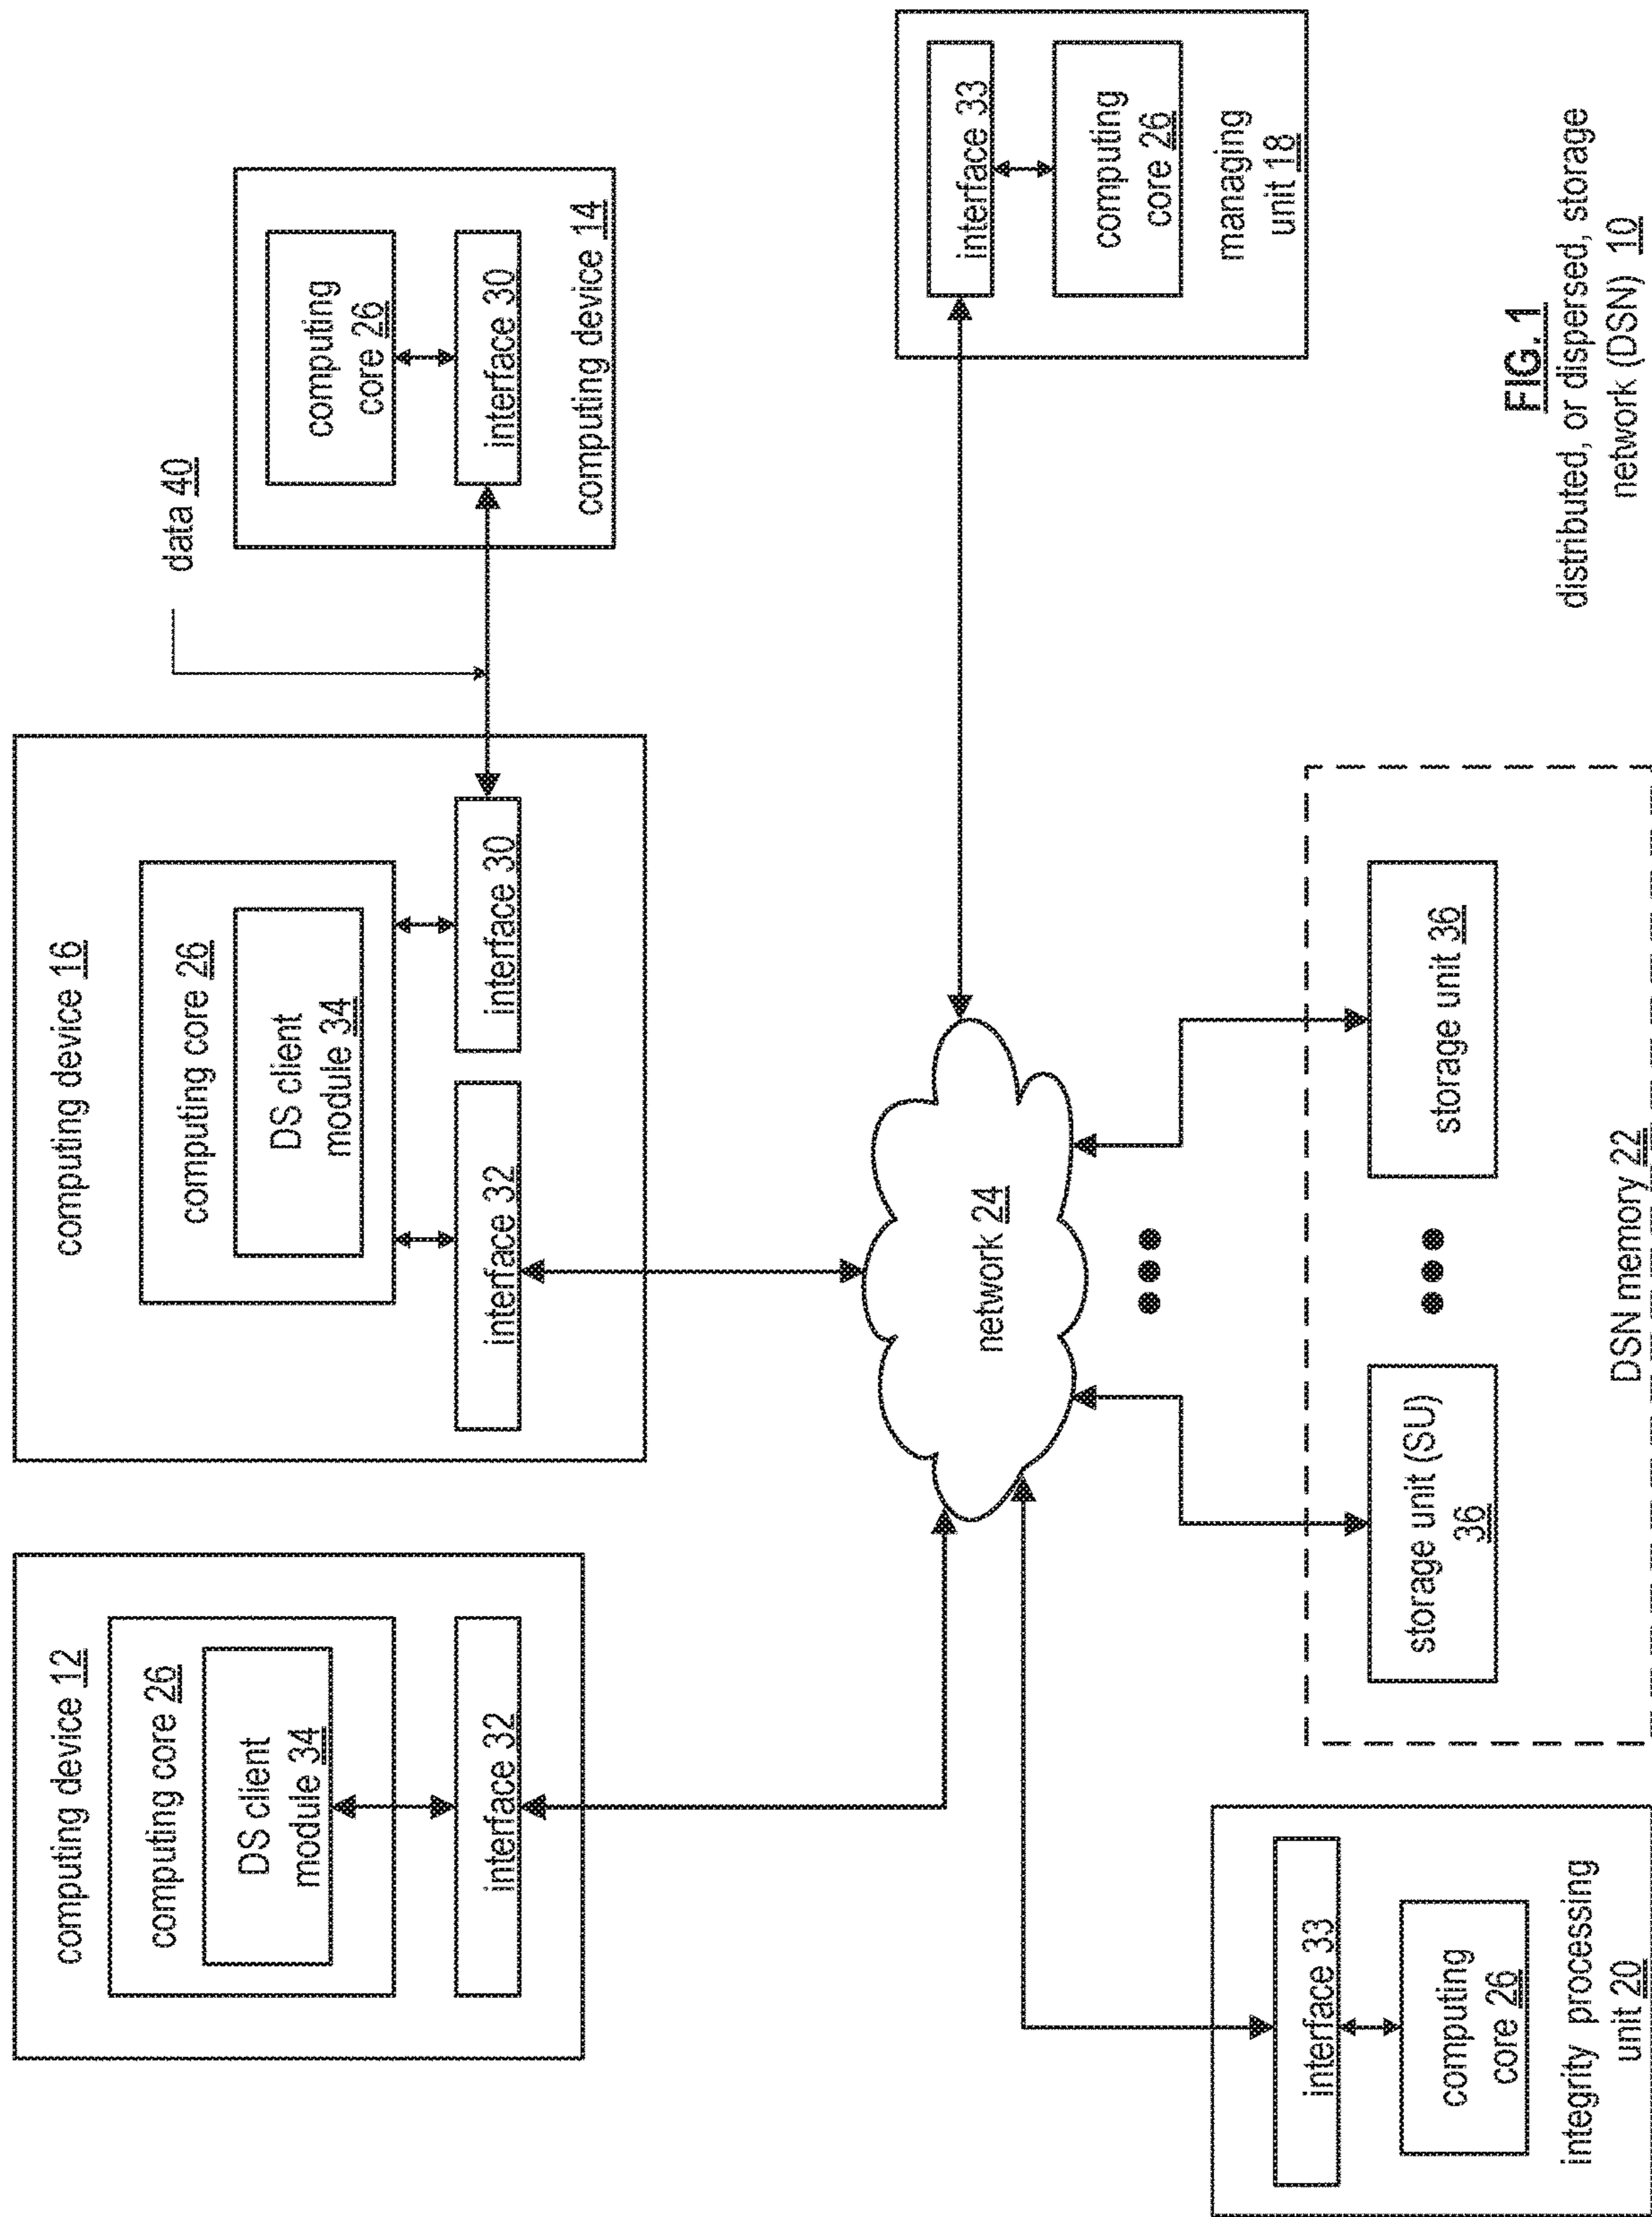 computing device 12
computing core 26
DS client
module 34
interface 32
computing device 16
computing core 26
DS client
module 34
interface 32
interface 30
data 40
computing
core 26
interface 30
computing device 14
network 24
interface 33
computing
core 26
managing
unit 18
interface 33
computing
core 26
integrity processing
unit 20
storage unit (SU)
36
storage unit 36
DSN memory 22
FIG. 1
distributed, or dispersed, storage
network (DSN) 10